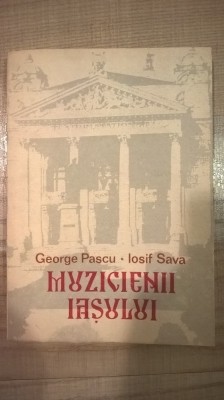 George Pascu • Iosif Sava
MUZICIENII
IAȘULUI